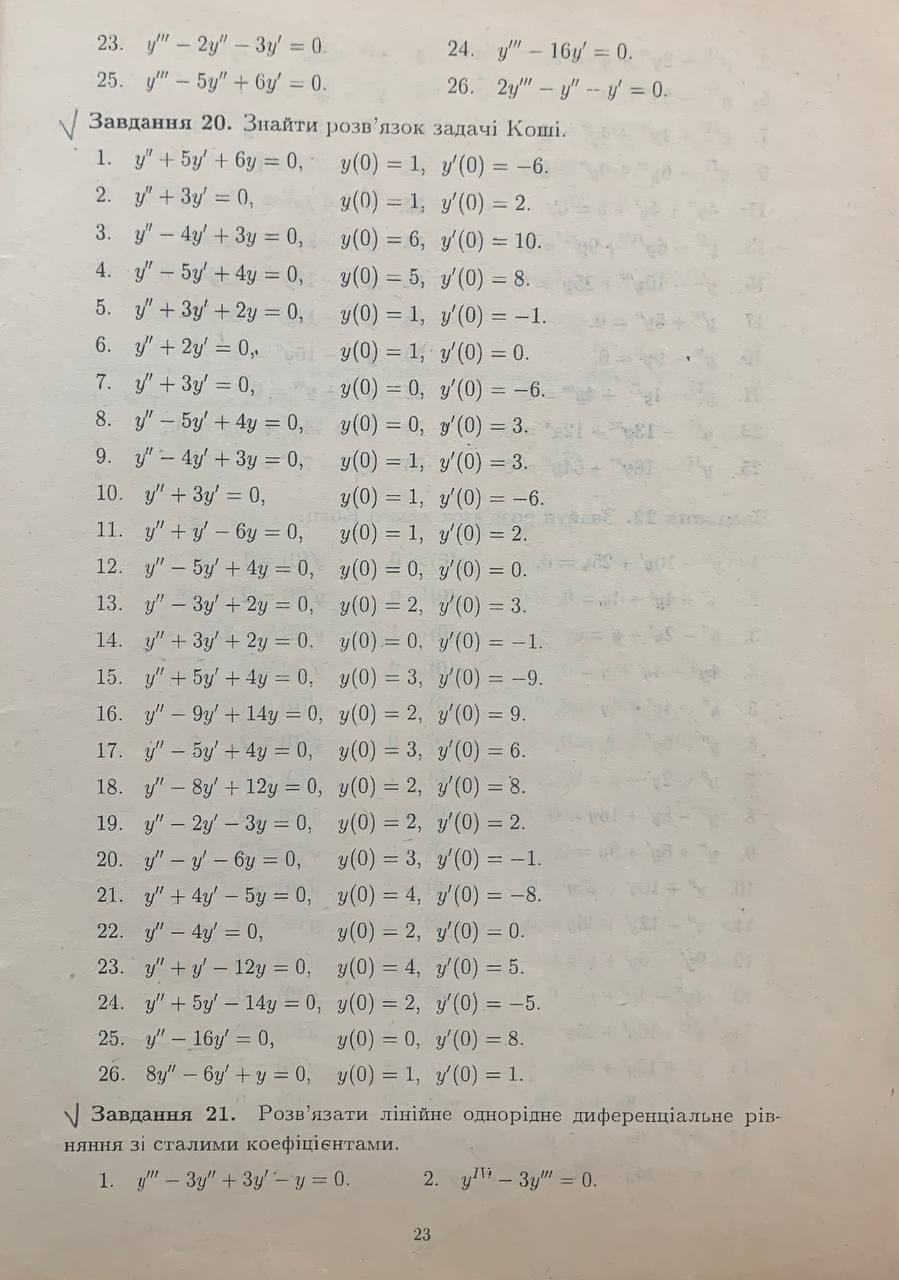 23. y''' − 2y'' − 3y' = 0. 24. y''' − 16y' = 0.
25. y''' − 5y'' + 6y' = 0. 26. 2y''' − y'' − y' = 0.
Завдання 20. Знайти розв'язок задачі Коші.
1. y'' + 5y' + 6y = 0, y(0) = 1, y'(0) = −6.
2. y'' + 3y' = 0, y(0) = 1, y'(0) = 2.
3. y'' − 4y' + 3y = 0, y(0) = 6, y'(0) = 10.
4. y'' − 5y' + 4y = 0, y(0) = 5, y'(0) = 8.
5. y'' + 3y' + 2y = 0, y(0) = 1, y'(0) = −1.
6. y'' + 2y' = 0, y(0) = 1, y'(0) = 0.
7. y'' + 3y' = 0, y(0) = 0, y'(0) = −6.
8. y'' − 5y' + 4y = 0, y(0) = 0, y'(0) = 3.
9. y'' − 4y' + 3y = 0, y(0) = 1, y'(0) = 3.
10. y'' + 3y' = 0, y(0) = 1, y'(0) = −6.
11. y'' + y' − 6y = 0, y(0) = 1, y'(0) = 2.
12. y'' − 5y' + 4y = 0, y(0) = 0, y'(0) = 0.
13. y'' − 3y' + 2y = 0, y(0) = 2, y'(0) = 3.
14. y'' + 3y' + 2y = 0. y(0) = 0, y'(0) = −1.
15. y'' + 5y' + 4y = 0, y(0) = 3, y'(0) = −9.
16. y'' − 9y' + 14y = 0, y(0) = 2, y'(0) = 9.
17. y'' − 5y' + 4y = 0, y(0) = 3, y'(0) = 6.
18. y'' − 8y' + 12y = 0, y(0) = 2, y'(0) = 8.
19. y'' − 2y' − 3y = 0, y(0) = 2, y'(0) = 2.
20. y'' − y' − 6y = 0, y(0) = 3, y'(0) = −1.
21. y'' + 4y' − 5y = 0, y(0) = 4, y'(0) = −8.
22. y'' − 4y' = 0, y(0) = 2, y'(0) = 0.
23. y'' + y' − 12y = 0, y(0) = 4, y'(0) = 5.
24. y'' + 5y' − 14y = 0, y(0) = 2, y'(0) = −5.
25. y'' − 16y' = 0, y(0) = 0, y'(0) = 8.
26. 8y'' − 6y' + y = 0, y(0) = 1, y'(0) = 1.
Завдання 21. Розв'язати лінійне однорідне диференціальне рів-
няння зі сталими коефіцієнтами.
1. y''' − 3y'' + 3y' − y = 0. 2. y^IV − 3y''' = 0.
23